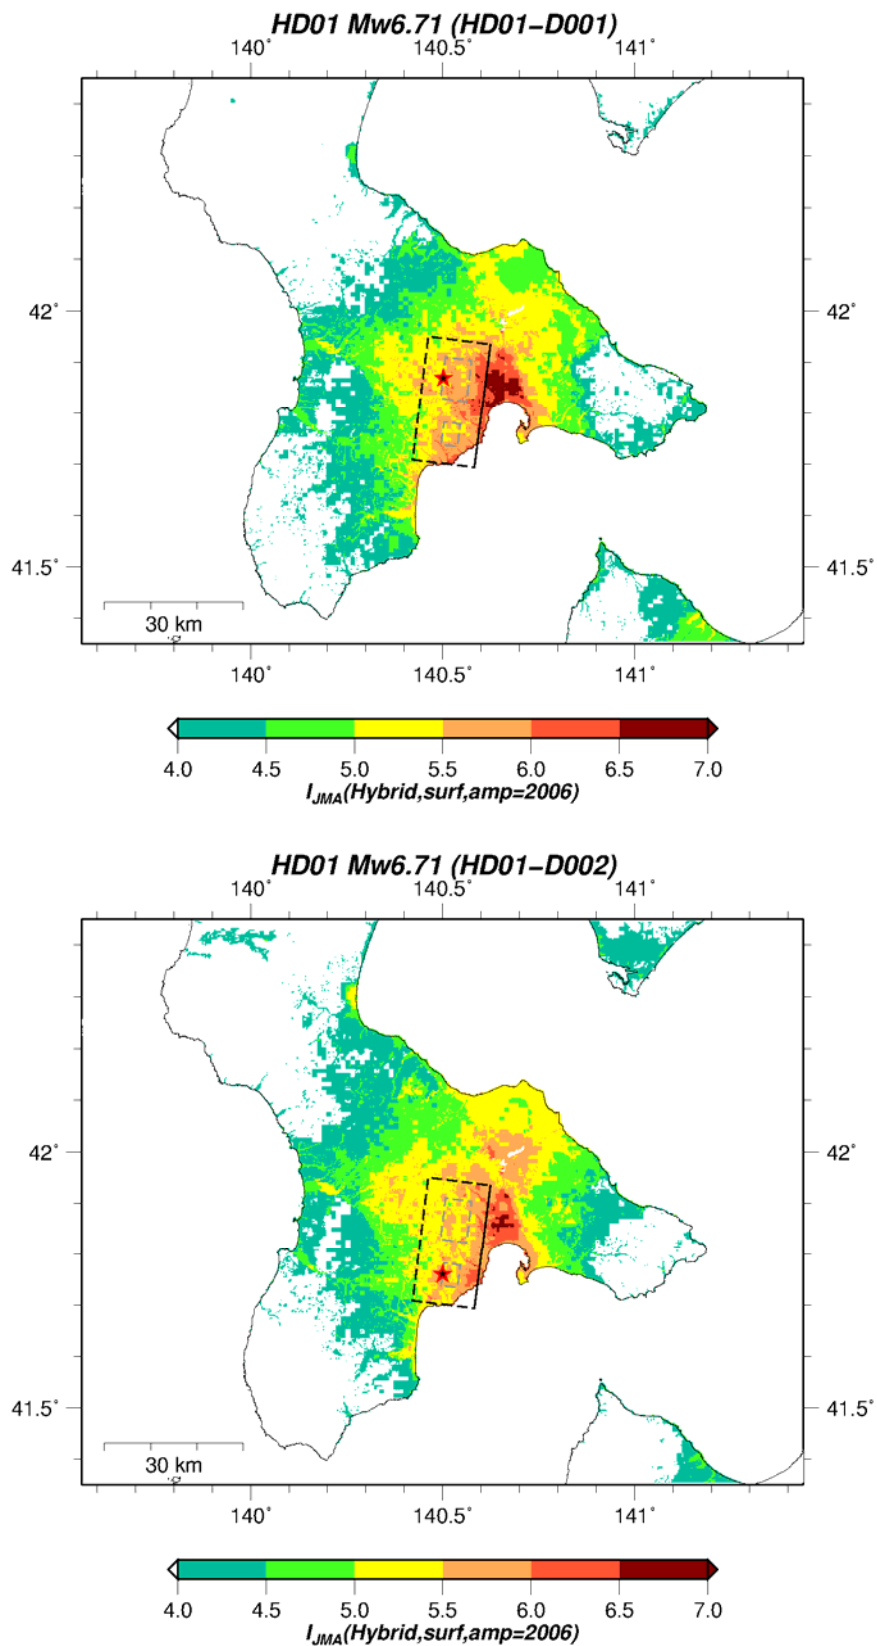 HD01 Mw6.71 (HD01−D001)
140˚ 140.5˚ 141˚
42˚ 42˚
41.5˚ 41.5˚
30 km
140˚ 140.5˚ 141˚
4.0 4.5 5.0 5.5 6.0 6.5 7.0
IJMA(Hybrid,surf,amp=2006)
HD01 Mw6.71 (HD01−D002)
140˚ 140.5˚ 141˚
42˚ 42˚
41.5˚ 41.5˚
30 km
140˚ 140.5˚ 141˚
4.0 4.5 5.0 5.5 6.0 6.5 7.0
IJMA(Hybrid,surf,amp=2006)